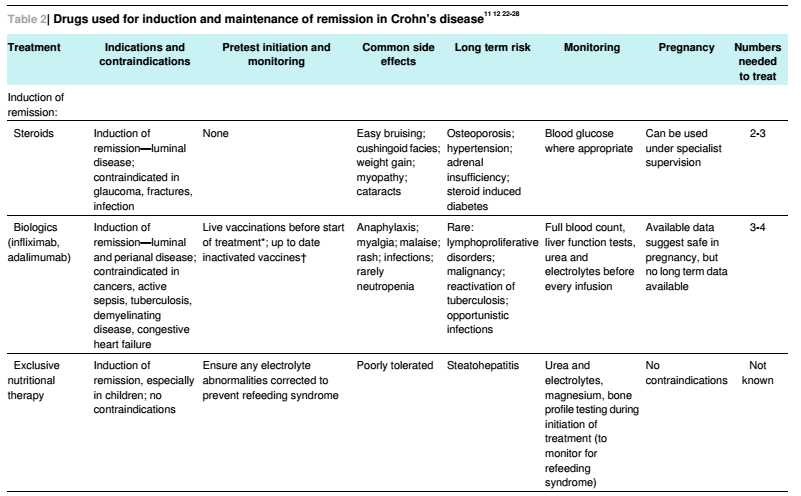 Table 2| Drugs used for induction and maintenance of remission in Crohn's disease11 12 22-28
Treatment
Indications and
contraindications
Pretest initiation and
monitoring
Common side
effects
Long term risk
Monitoring
Pregnancy
Numbers
needed
to treat
Induction of
remission:
Steroids
Induction of
remission—luminal
disease;
contraindicated in
glaucoma, fractures,
infection
None
Easy bruising;
cushingoid facies;
weight gain;
myopathy;
cataracts
Osteoporosis;
hypertension;
adrenal
insufficiency;
steroid induced
diabetes
Blood glucose
where appropriate
Can be used
under specialist
supervision
2-3
Biologics
(infliximab,
adalimumab)
Induction of
remission—luminal
and perianal disease;
contraindicated in
cancers, active
sepsis, tuberculosis,
demyelinating
disease, congestive
heart failure
Live vaccinations before start
of treatment*; up to date
inactivated vaccines†
Anaphylaxis;
myalgia; malaise;
rash; infections;
rarely
neutropenia
Rare:
lymphoproliferative
disorders;
malignancy;
reactivation of
tuberculosis;
opportunistic
infections
Full blood count,
liver function tests,
urea and
electrolytes before
every infusion
Available data
suggest safe in
pregnancy, but
no long term data
available
3-4
Exclusive
nutritional
therapy
Induction of
remission, especially
in children; no
contraindications
Ensure any electrolyte
abnormalities corrected to
prevent refeeding syndrome
Poorly tolerated
Steatohepatitis
Urea and
electrolytes,
magnesium, bone
profile testing during
initiation of
treatment (to
monitor for
refeeding
syndrome)
No
contraindications
Not
known